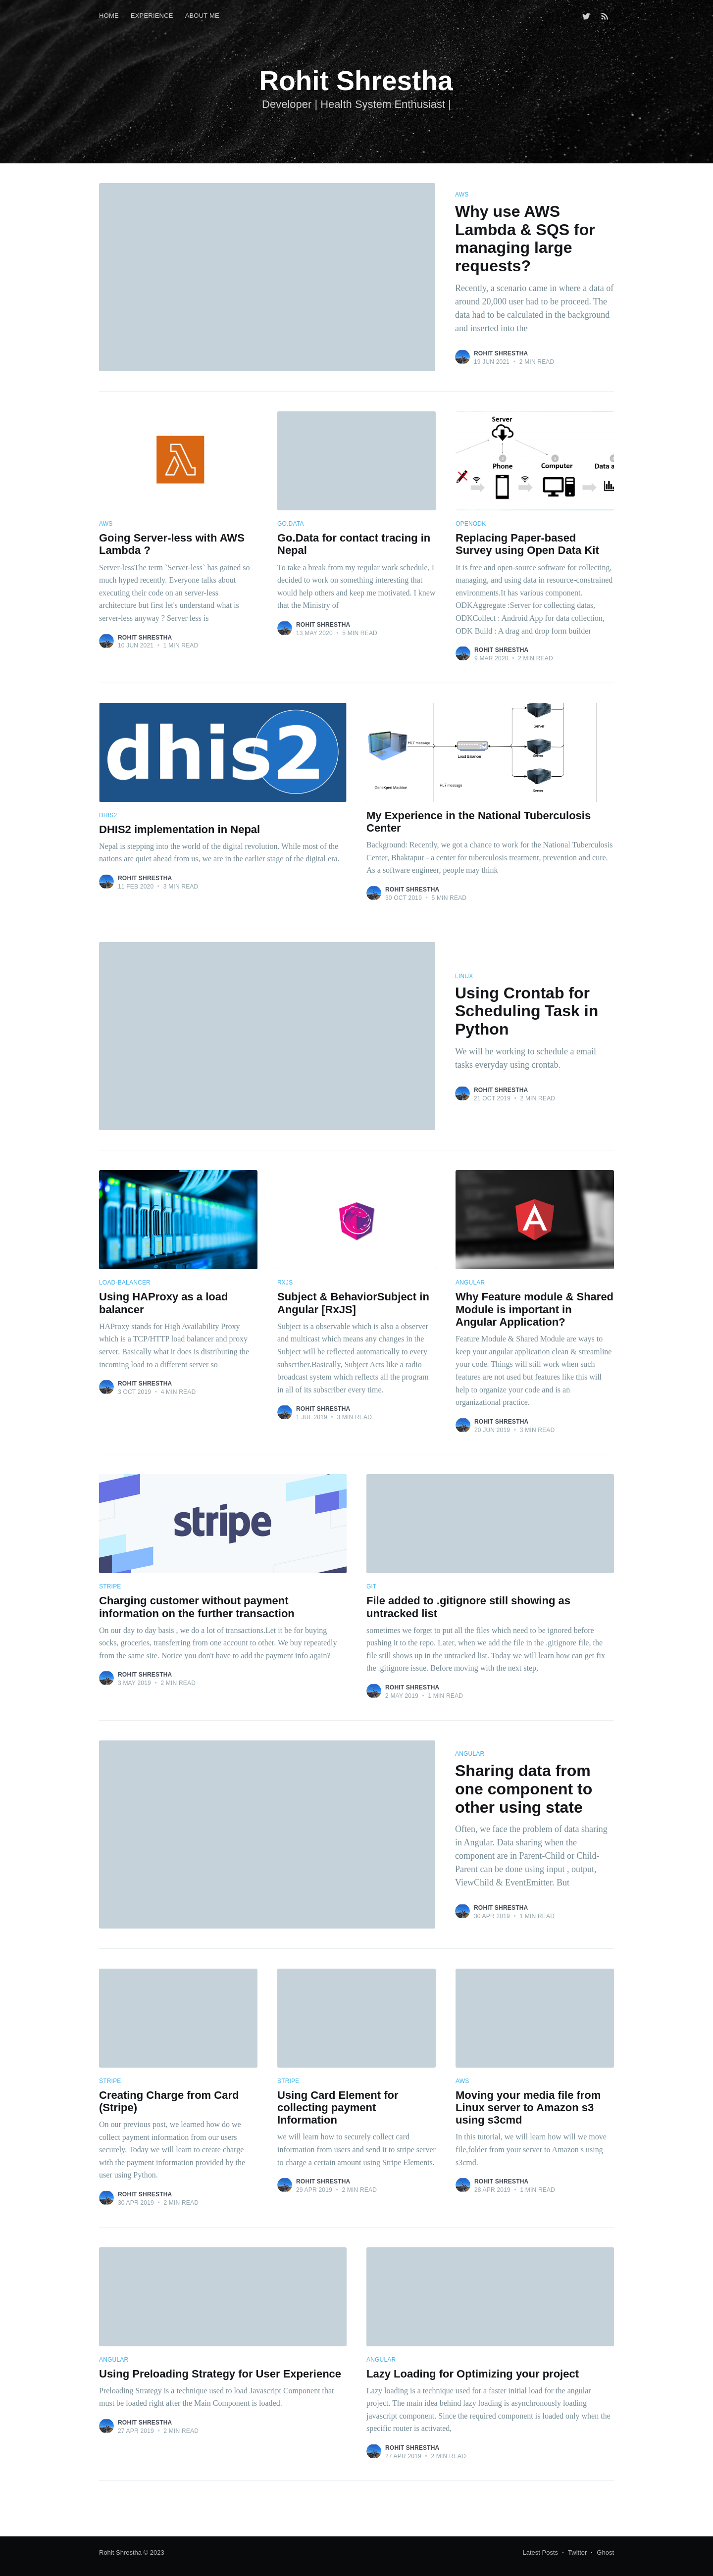 HOME EXPERIENCE ABOUT ME
Rohit Shrestha
Developer | Health System Enthusiast |
AWS
Why use AWS
Lambda & SQS for
managing large
requests?
Recently, a scenario came in where a data of
around 20,000 user had to be proceed. The
data had to be calculated in the background
and inserted into the
ROHIT SHRESTHA
19 JUN 2021 • 2 MIN READ
AWS
Going Server-less with AWS
Lambda ?
Server-lessThe term `Server-less` has gained so
much hyped recently. Everyone talks about
executing their code on an server-less
architecture but first let's understand what is
server-less anyway ? Server less is
ROHIT SHRESTHA
10 JUN 2021 • 1 MIN READ
GO.DATA
Go.Data for contact tracing in
Nepal
To take a break from my regular work schedule, I
decided to work on something interesting that
would help others and keep me motivated. I knew
that the Ministry of
ROHIT SHRESTHA
13 MAY 2020 • 5 MIN READ
Server
Phone
Computer
Data a
OPENODK
Replacing Paper-based
Survey using Open Data Kit
It is free and open-source software for collecting,
managing, and using data in resource-constrained
environments.It has various component.
ODKAggregate :Server for collecting datas,
ODKCollect : Android App for data collection,
ODK Build : A drag and drop form builder
ROHIT SHRESTHA
9 MAR 2020 • 2 MIN READ
dhis2
DHIS2
DHIS2 implementation in Nepal
Nepal is stepping into the world of the digital revolution. While most of the
nations are quiet ahead from us, we are in the earlier stage of the digital era.
ROHIT SHRESTHA
11 FEB 2020 • 3 MIN READ
HL7 message
Load Balancer
Server
Server
Server
GeneXpert Machine
HL7 message
My Experience in the National Tuberculosis
Center
Background: Recently, we got a chance to work for the National Tuberculosis
Center, Bhaktapur - a center for tuberculosis treatment, prevention and cure.
As a software engineer, people may think
ROHIT SHRESTHA
30 OCT 2019 • 5 MIN READ
LINUX
Using Crontab for
Scheduling Task in
Python
We will be working to schedule a email
tasks everyday using crontab.
ROHIT SHRESTHA
21 OCT 2019 • 2 MIN READ
LOAD-BALANCER
Using HAProxy as a load
balancer
HAProxy stands for High Availability Proxy
which is a TCP/HTTP load balancer and proxy
server. Basically what it does is distributing the
incoming load to a different server so
ROHIT SHRESTHA
3 OCT 2019 • 4 MIN READ
RXJS
Subject & BehaviorSubject in
Angular [RxJS]
Subject is a observable which is also a observer
and multicast which means any changes in the
Subject will be reflected automatically to every
subscriber.Basically, Subject Acts like a radio
broadcast system which reflects all the program
in all of its subscriber every time.
ROHIT SHRESTHA
1 JUL 2019 • 3 MIN READ
A
ANGULAR
Why Feature module & Shared
Module is important in
Angular Application?
Feature Module & Shared Module are ways to
keep your angular application clean & streamline
your code. Things will still work when such
features are not used but features like this will
help to organize your code and is an
organizational practice.
ROHIT SHRESTHA
20 JUN 2019 • 3 MIN READ
stripe
STRIPE
Charging customer without payment
information on the further transaction
On our day to day basis , we do a lot of transactions.Let it be for buying
socks, groceries, transferring from one account to other. We buy repeatedly
from the same site. Notice you don't have to add the payment info again?
ROHIT SHRESTHA
3 MAY 2019 • 2 MIN READ
GIT
File added to .gitignore still showing as
untracked list
sometimes we forget to put all the files which need to be ignored before
pushing it to the repo. Later, when we add the file in the .gitignore file, the
file still shows up in the untracked list. Today we will learn how can get fix
the .gitignore issue. Before moving with the next step,
ROHIT SHRESTHA
2 MAY 2019 • 1 MIN READ
ANGULAR
Sharing data from
one component to
other using state
Often, we face the problem of data sharing
in Angular. Data sharing when the
component are in Parent-Child or Child-
Parent can be done using input , output,
ViewChild & EventEmitter. But
ROHIT SHRESTHA
30 APR 2019 • 1 MIN READ
STRIPE
Creating Charge from Card
(Stripe)
On our previous post, we learned how do we
collect payment information from our users
securely. Today we will learn to create charge
with the payment information provided by the
user using Python.
ROHIT SHRESTHA
30 APR 2019 • 2 MIN READ
STRIPE
Using Card Element for
collecting payment
Information
we will learn how to securely collect card
information from users and send it to stripe server
to charge a certain amount using Stripe Elements.
ROHIT SHRESTHA
29 APR 2019 • 2 MIN READ
AWS
Moving your media file from
Linux server to Amazon s3
using s3cmd
In this tutorial, we will learn how will we move
file,folder from your server to Amazon s using
s3cmd.
ROHIT SHRESTHA
28 APR 2019 • 1 MIN READ
ANGULAR
Using Preloading Strategy for User Experience
Preloading Strategy is a technique used to load Javascript Component that
must be loaded right after the Main Component is loaded.
ROHIT SHRESTHA
27 APR 2019 • 2 MIN READ
ANGULAR
Lazy Loading for Optimizing your project
Lazy loading is a technique used for a faster initial load for the angular
project. The main idea behind lazy loading is asynchronously loading
javascript component. Since the required component is loaded only when the
specific router is activated,
ROHIT SHRESTHA
27 APR 2019 • 2 MIN READ
Rohit Shrestha © 2023
Latest Posts • Twitter • Ghost